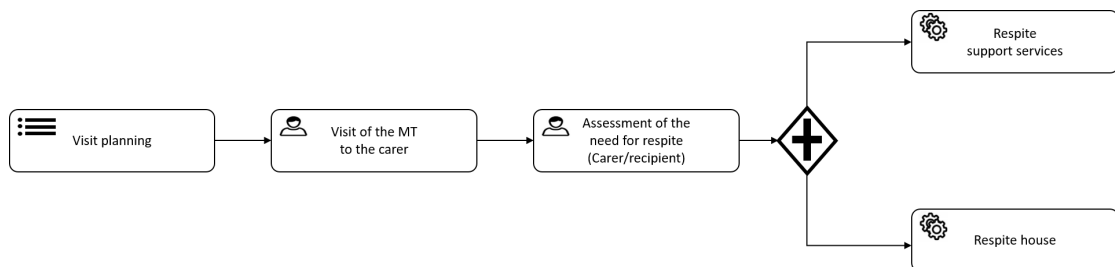 Visit planning
Visit of the MT
to the carer
Assessment of the
need for respite
(Carer/recipient)
Respite
support services
Respite house